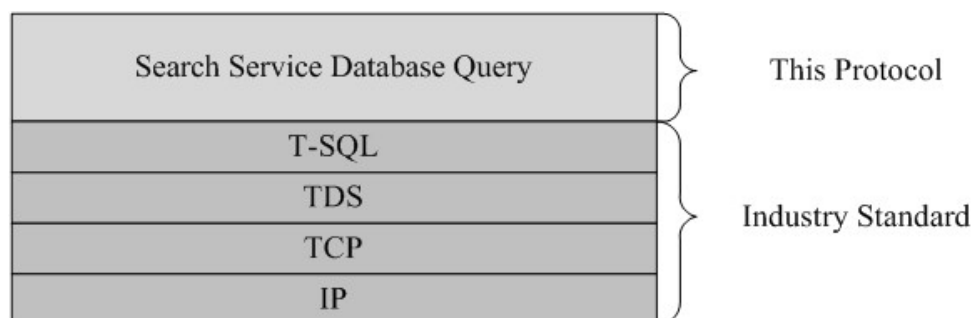 Search Service Database Query
This Protocol
T-SQL
TDS
TCP
IP
Industry Standard